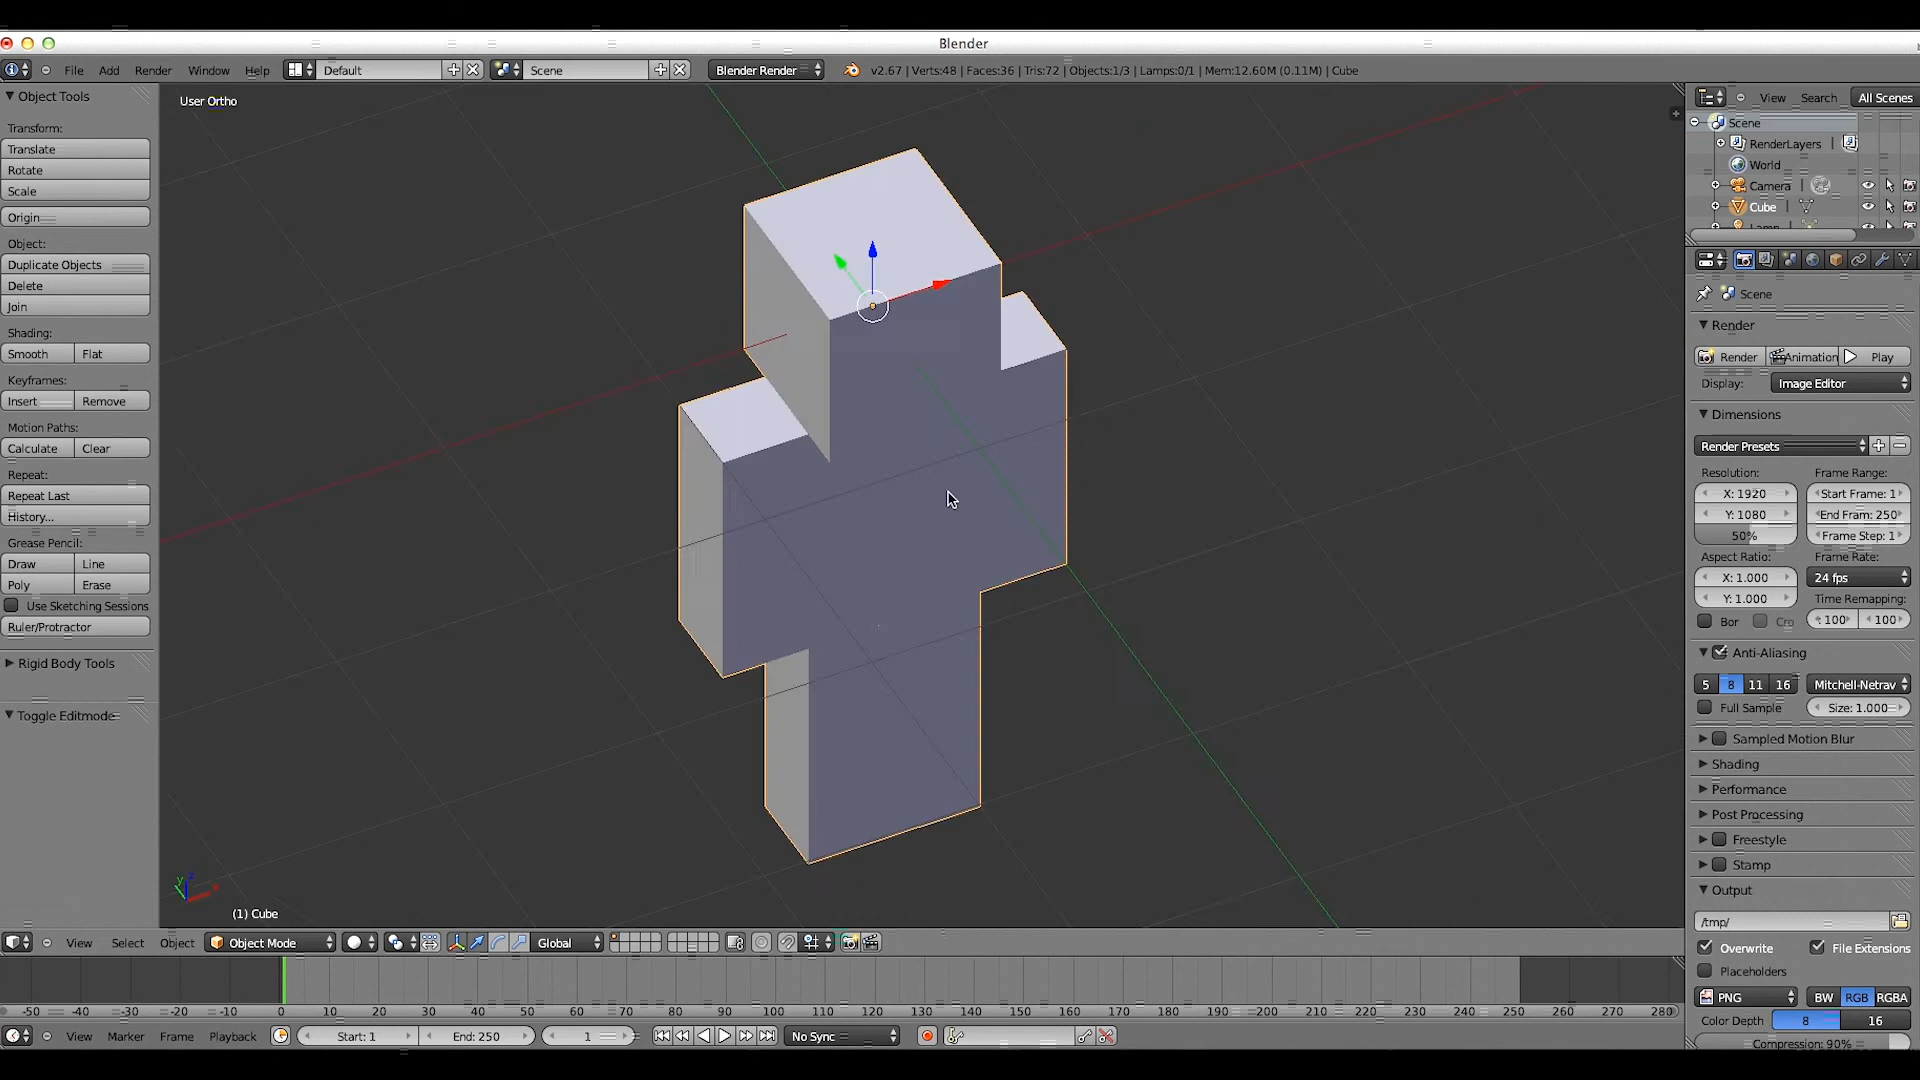 Blender
File Add Render Window Help Default Scene Blender Render v2.67 | Verts:48 | Faces:36 | Tris:72 | Objects:1/3 | Lamps:0/1 | Mem:12.60M (0.11M) | Cube
Object Tools
Transform:
Translate
Rotate
Scale
Origin
Object:
Duplicate Objects
Delete
Join
Shading:
Smooth Flat
Keyframes:
Insert Remove
Motion Paths:
Calculate Clear
Repeat:
Repeat Last
History...
Grease Pencil:
Draw Line
Poly Erase
Use Sketching Sessions
Ruler/Protractor
Rigid Body Tools
Toggle Editmode
User Ortho
(1) Cube
View Search All Scenes
Scene
RenderLayers
World
Camera
Cube
Scene
Render
Render Animation Play
Display: Image Editor
Dimensions
Render Presets
Resolution: Frame Range:
X: 1920 Start Frame: 1
Y: 1080 End Fram: 250
50% Frame Step: 1
Aspect Ratio: Frame Rate:
X: 1.000 24 fps
Y: 1.000 Time Remapping:
Bor Cro : 100 100
Anti-Aliasing
5 8 11 16 Mitchell-Netrav
Full Sample Size: 1.000
Sampled Motion Blur
Shading
Performance
Post Processing
Freestyle
Stamp
Output
/tmp/
Overwrite File Extensions
Placeholders
PNG BW RGB RGBA
Color Depth 8 16
Compression: 90%
View Select Object Object Mode Global
-50 -40 -30 -20 -10 0 10 20 30 40 50 60 70 80 90 100 110 120 130 140 150 160 170 180 190 200 210 220 230 240 250 260 270 280
View Marker Frame Playback Start: 1 End: 250 1 No Sync